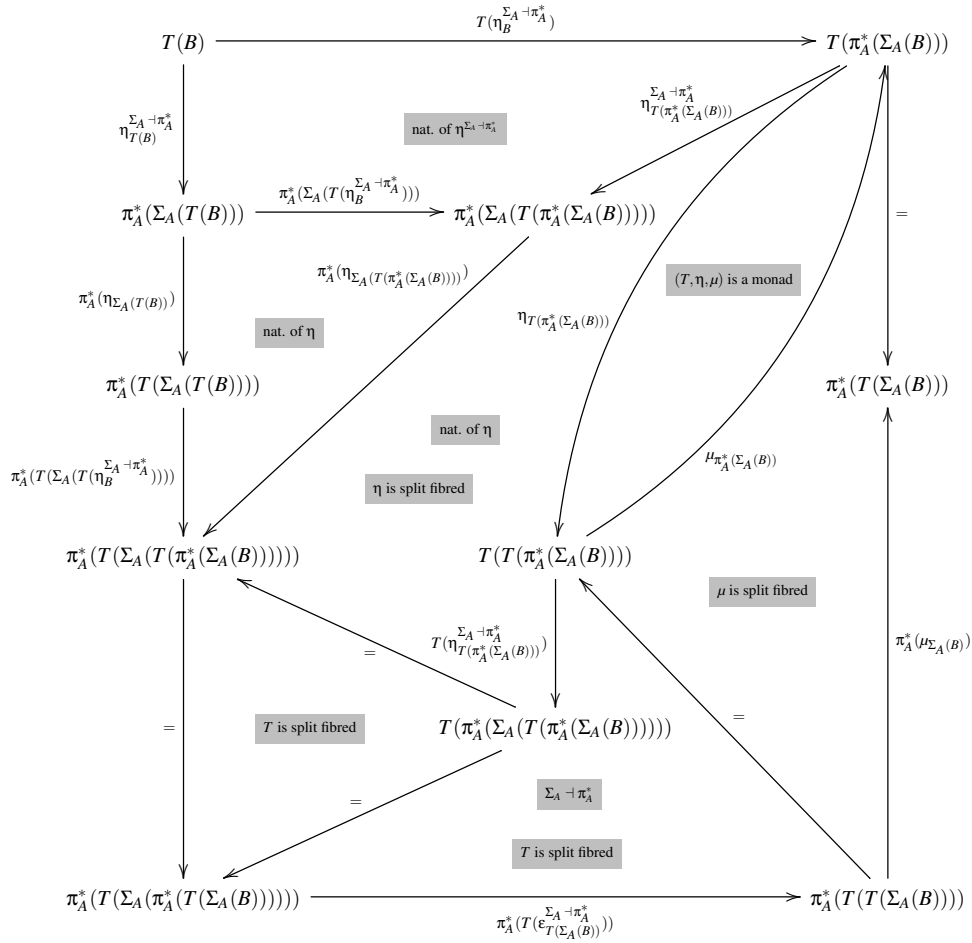 T(η_B^{Σ_A ⊣ π_A^*})
T(B)
T(π_A^*(Σ_A(B)))
η_{T(B)}^{Σ_A ⊣ π_A^*}
η_{T(π_A^*(Σ_A(B)))}^{Σ_A ⊣ π_A^*}
nat. of η^{Σ_A ⊣ π_A^*}
π_A^*(Σ_A(T(η_B^{Σ_A ⊣ π_A^*})))
π_A^*(Σ_A(T(B)))
π_A^*(Σ_A(T(π_A^*(Σ_A(B)))))
=
π_A^*(η_{Σ_A(T(π_A^*(Σ_A(B))))})
(T, η, μ) is a monad
π_A^*(η_{Σ_A(T(B))})
η_{T(π_A^*(Σ_A(B)))}
nat. of η
π_A^*(T(Σ_A(T(B))))
π_A^*(T(Σ_A(B)))
nat. of η
μ_{π_A^*(Σ_A(B))}
π_A^*(T(Σ_A(T(η_B^{Σ_A ⊣ π_A^*}))))
η is split fibred
π_A^*(T(Σ_A(T(π_A^*(Σ_A(B))))))
T(T(π_A^*(Σ_A(B))))
μ is split fibred
T(η_{T(π_A^*(Σ_A(B)))}^{Σ_A ⊣ π_A^*})
π_A^*(μ_{Σ_A(B)})
=
=
T is split fibred
T(π_A^*(Σ_A(T(π_A^*(Σ_A(B))))))
=
=
Σ_A ⊣ π_A^*
T is split fibred
π_A^*(T(Σ_A(π_A^*(T(Σ_A(B))))))
π_A^*(T(T(Σ_A(B))))
π_A^*(T(ε_{T(Σ_A(B))}^{Σ_A ⊣ π_A^*}))